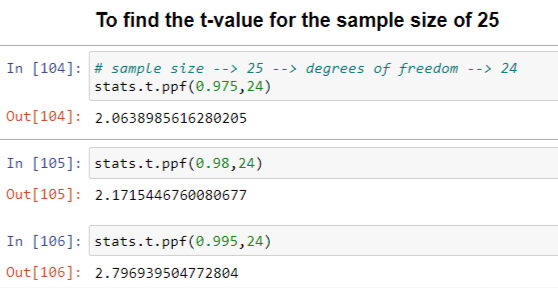 To find the t-value for the sample size of 25
In [104]: # sample size --> 25 --> degrees of freedom --> 24
stats.t.ppf(0.975,24)
Out[104]: 2.0638985616280205
In [105]: stats.t.ppf(0.98,24)
Out[105]: 2.1715446760080677
In [106]: stats.t.ppf(0.995,24)
Out[106]: 2.796939504772804